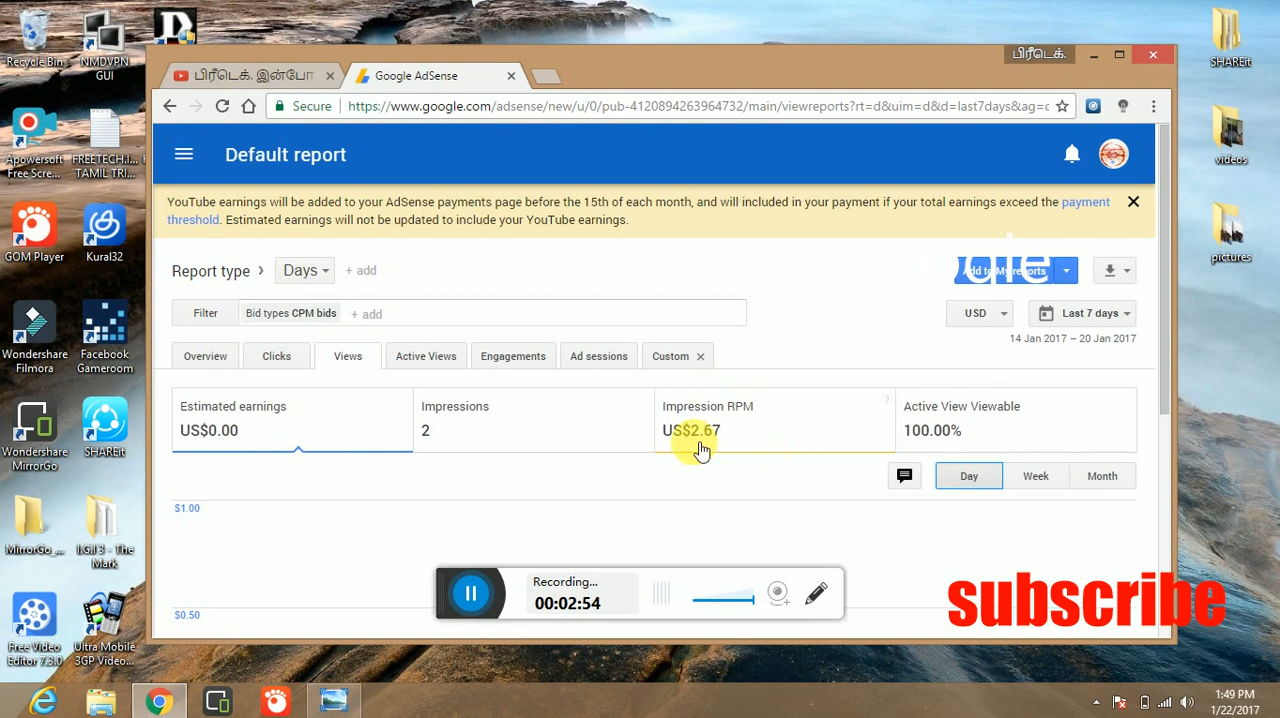 Recycle Bin
NMDVPN
GUI
SHAREit
பிரீடெக்.
பிரீடெக். இன்போ
Google AdSense
Secure
https://www.google.com/adsense/new/u/0/pub-4120894263964732/main/viewreports?rt=d&uim=d&d=last7days&ag=c
Default report
Apowersoft
Free Scre...
FREETECH.I...
TAMIL TRI...
videos
YouTube earnings will be added to your AdSense payments page before the 15th of each month, and will included in your payment if your total earnings exceed the payment
threshold. Estimated earnings will not be updated to include your YouTube earnings.
GOM Player
Kural32
pictures
Report type
Days
+ add
Add to My reports
Filter
Bid types CPM bids
+ add
USD
Last 7 days
14 Jan 2017 – 20 Jan 2017
Wondershare
Filmora
Facebook
Gameroom
Overview
Clicks
Views
Active Views
Engagements
Ad sessions
Custom
Estimated earnings
US$0.00
Impressions
2
Impression RPM
US$2.67
?
Active View Viewable
100.00%
Wondershare
MirrorGo
SHAREit
Day
Week
Month
$1.00
MirrorGo_...
I.G.I 3 - The
Mark
Recording...
00:02:54
subscribe
$0.50
Free Video
Editor 7.3.0
Ultra Mobile
3GP Video...
1:49 PM
1/22/2017